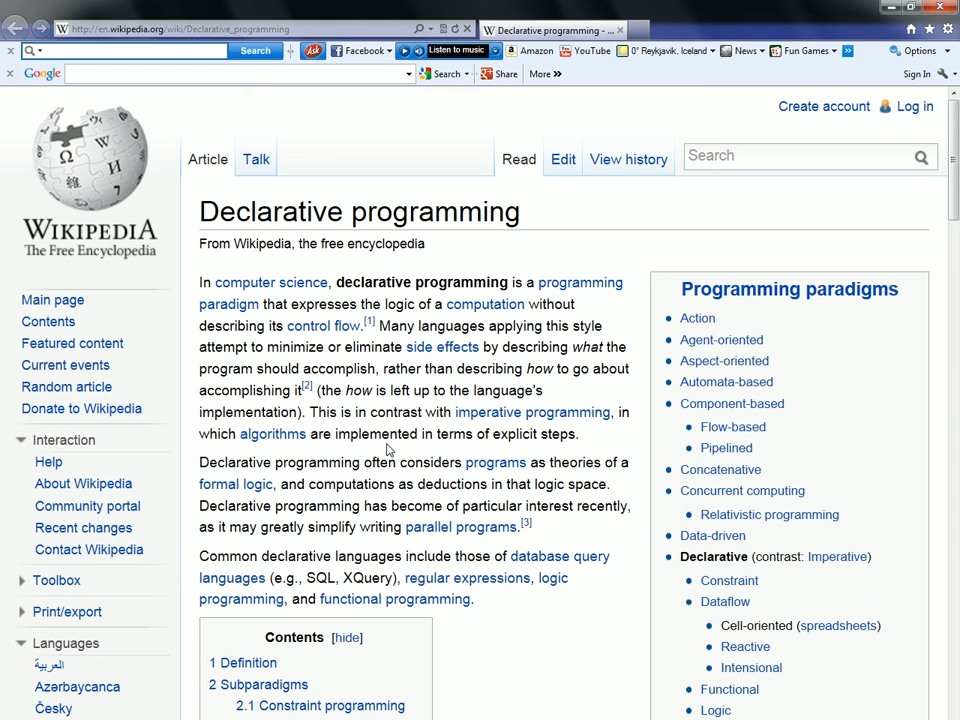 http://en.wikipedia.org/wiki/Declarative_programming
Declarative programming - ...
Search
Ask
Facebook
Listen to music
Amazon
YouTube
0° Reykjavik, Iceland
News
Fun Games
Options
Google
Search
Share
More »
Sign In
Create account
Log in
Article
Talk
Read
Edit
View history
Search
WIKIPEDIA
The Free Encyclopedia
Main page
Contents
Featured content
Current events
Random article
Donate to Wikipedia
Interaction
Help
About Wikipedia
Community portal
Recent changes
Contact Wikipedia
Toolbox
Print/export
Languages
العربية
Azərbaycanca
Česky
Declarative programming
From Wikipedia, the free encyclopedia
In computer science, declarative programming is a programming
paradigm that expresses the logic of a computation without
describing its control flow.[1] Many languages applying this style
attempt to minimize or eliminate side effects by describing what the
program should accomplish, rather than describing how to go about
accomplishing it[2] (the how is left up to the language's
implementation). This is in contrast with imperative programming, in
which algorithms are implemented in terms of explicit steps.
Declarative programming often considers programs as theories of a
formal logic, and computations as deductions in that logic space.
Declarative programming has become of particular interest recently,
as it may greatly simplify writing parallel programs.[3]
Common declarative languages include those of database query
languages (e.g., SQL, XQuery), regular expressions, logic
programming, and functional programming.
Contents [hide]
1 Definition
2 Subparadigms
2.1 Constraint programming
Programming paradigms
Action
Agent-oriented
Aspect-oriented
Automata-based
Component-based
Flow-based
Pipelined
Concatenative
Concurrent computing
Relativistic programming
Data-driven
Declarative (contrast: Imperative)
Constraint
Dataflow
Cell-oriented (spreadsheets)
Reactive
Intensional
Functional
Logic